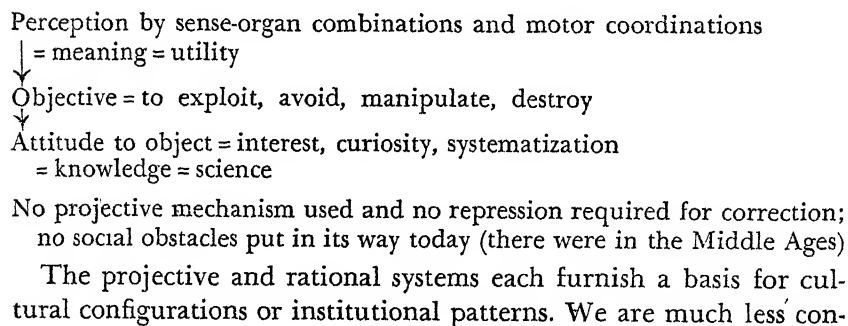 Perception by sense-organ combinations and motor coordinations
= meaning = utility
Objective = to exploit, avoid, manipulate, destroy
Attitude to object = interest, curiosity, systematization
= knowledge = science
No projective mechanism used and no repression required for correction;
no social obstacles put in its way today (there were in the Middle Ages)
The projective and rational systems each furnish a basis for cul-
tural configurations or institutional patterns. We are much less con-